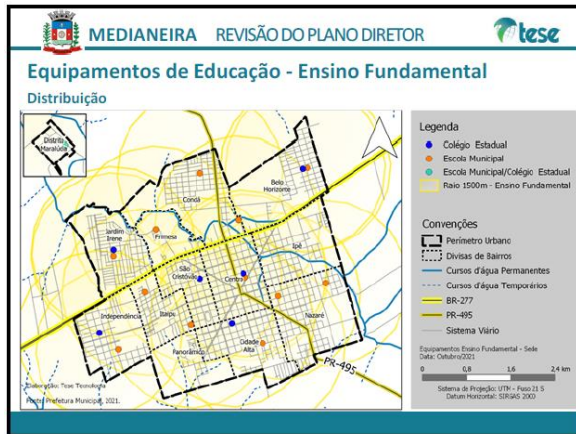 MEDIANEIRA REVISÃO DO PLANO DIRETOR
tese
Equipamentos de Educação - Ensino Fundamental
Distribuição
Distrito
Maralúcia
Condá
Belo
Horizonte
Jardim
Irene
Frimesa
Ipê
São
Cristóvão
Centro
Independência
Itaipu
Nazaré
Panorâmico
Cidade
Alta
PR-495
Elaboração: Tese Tecnologia
Fonte: Prefeitura Municipal, 2021.
Legenda
Colégio Estadual
Escola Municipal
Escola Municipal/Colégio Estadual
Raio 1500m - Ensino Fundamental
Convenções
Perímetro Urbano
Divisas de Bairros
Cursos d'água Permanentes
Cursos d'água Temporários
BR-277
PR-495
Sistema Viário
Equipamentos Ensino Fundamental - Sede
Data: Outubro/2021
0 0,8 1,6 2,4 km
Sistema de Projeção: UTM - Fuso 21 S
Datum Horizontal: SIRGAS 2000